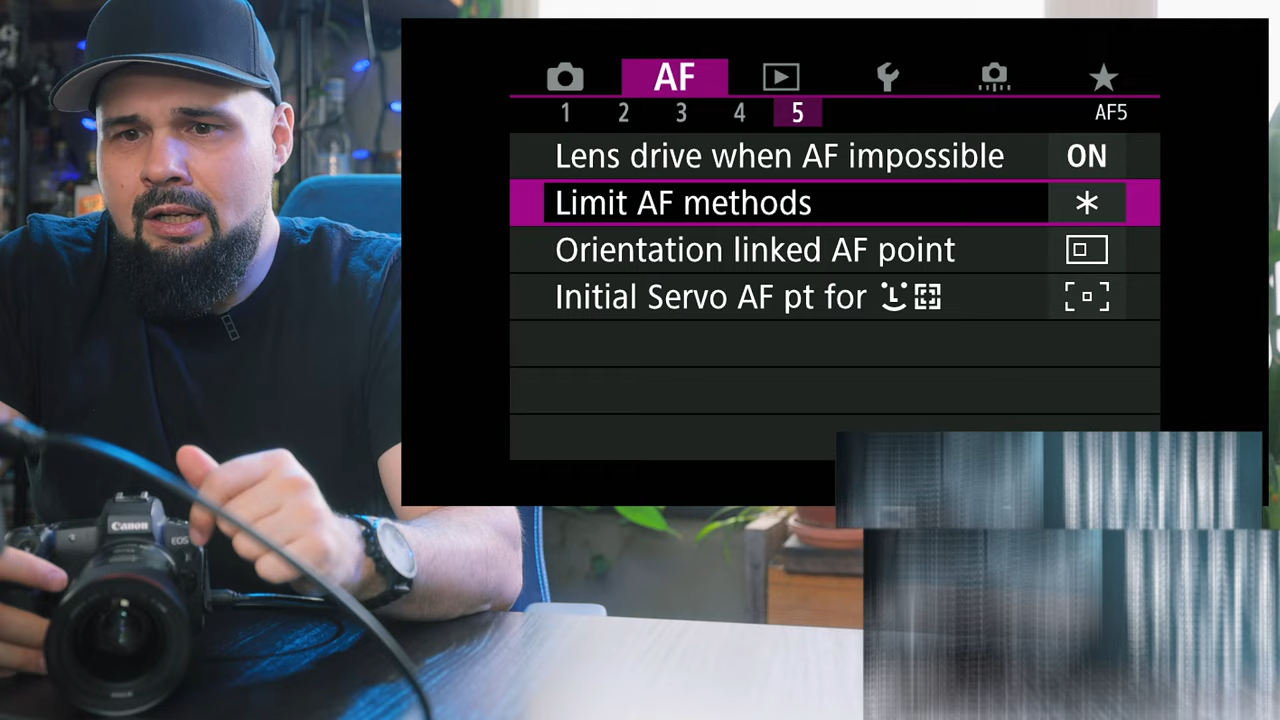 AF
1 2 3 4 5 AF5
Lens drive when AF impossible ON
Limit AF methods
Orientation linked AF point
Initial Servo AF pt for
Canon
EOS